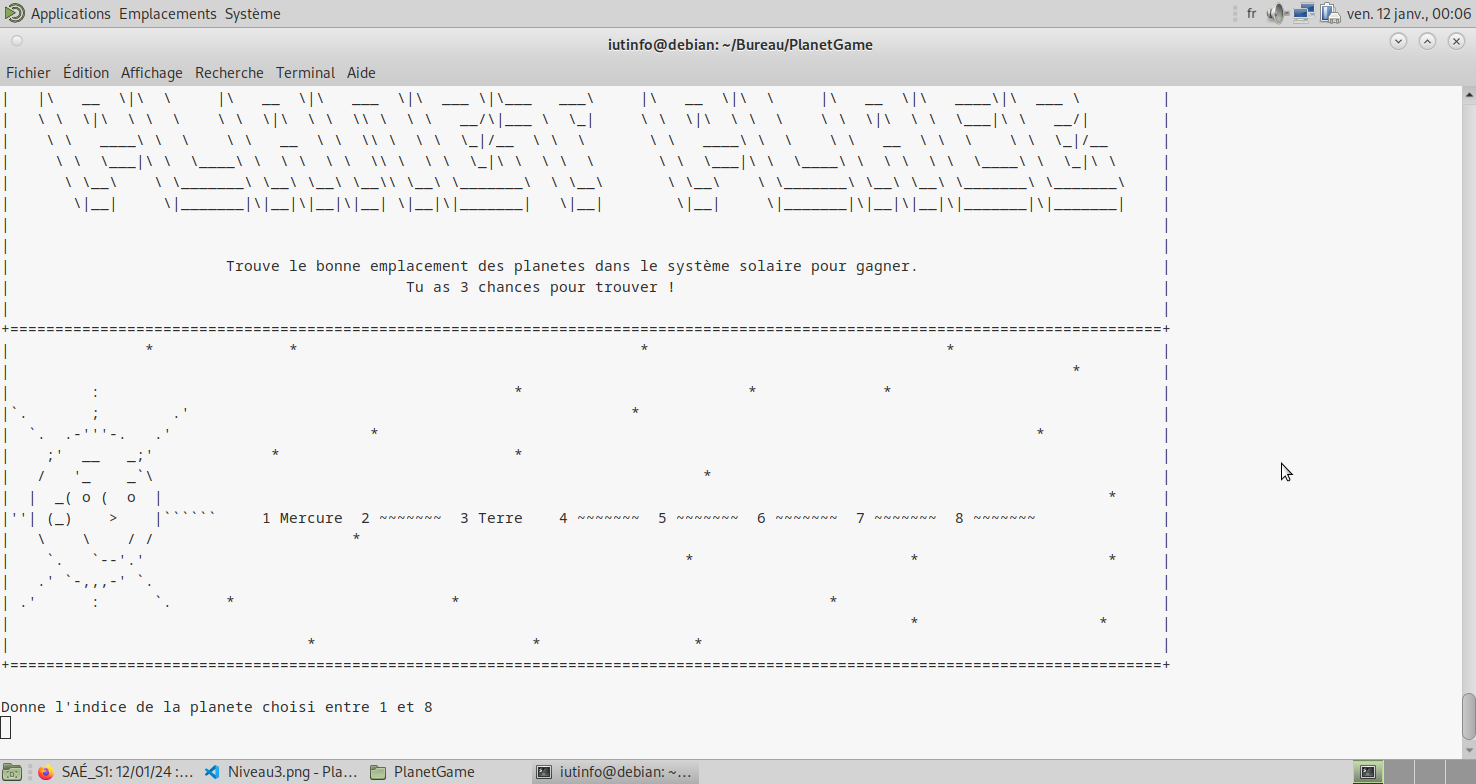 Applications Emplacements Système
fr ven. 12 janv., 00:06
iutinfo@debian: ~/Bureau/PlanetGame
Fichier Édition Affichage Recherche Terminal Aide
Trouve le bonne emplacement des planetes dans le système solaire pour gagner.
Tu as 3 chances pour trouver !
1 Mercure 2 ~~~~~~~ 3 Terre 4 ~~~~~~~ 5 ~~~~~~~ 6 ~~~~~~~ 7 ~~~~~~~ 8 ~~~~~~~
Donne l'indice de la planete choisi entre 1 et 8
SAÉ_S1: 12/01/24 :... Niveau3.png - Pla... PlanetGame iutinfo@debian: ~...